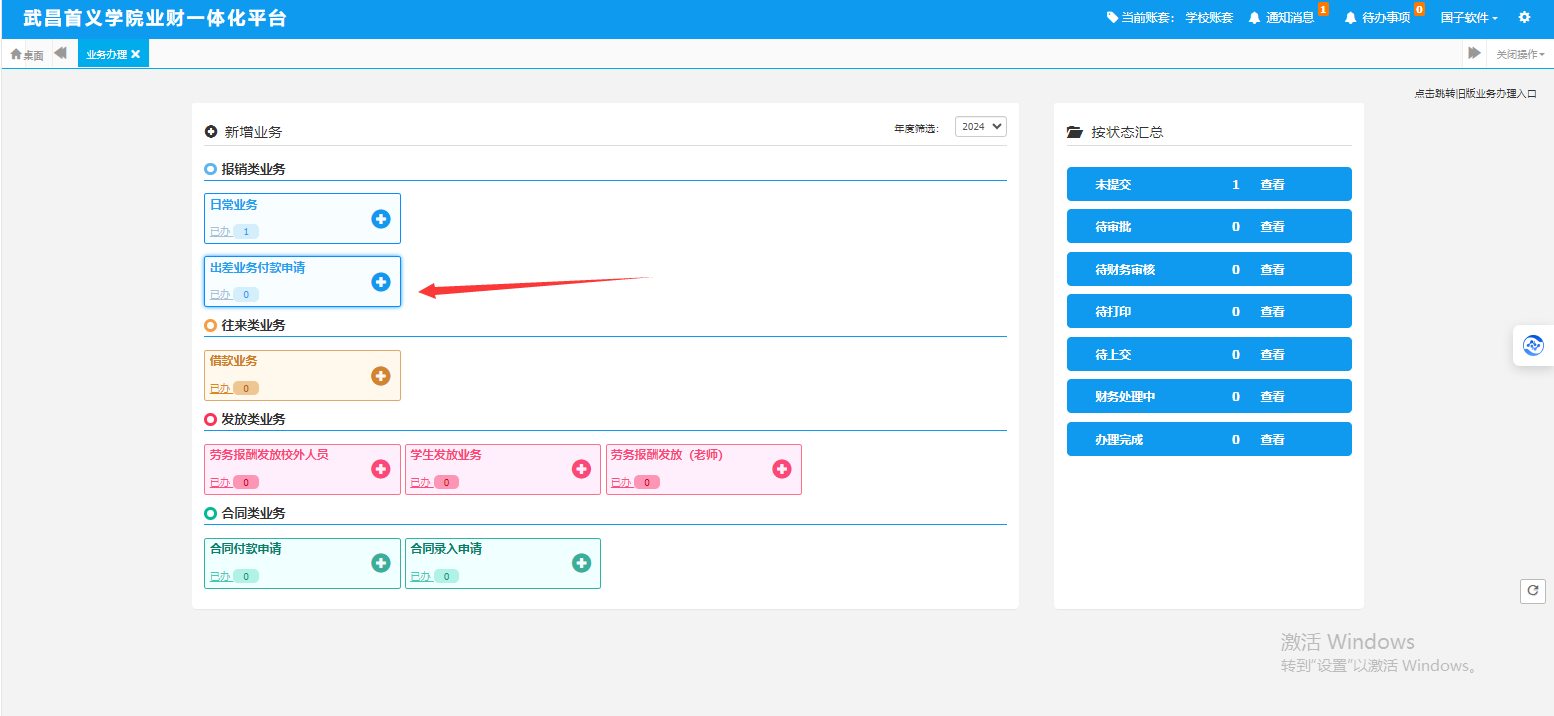 武昌首义学院业财一体化平台
当前账套: 学校账套 通知消息 1 待办事项 0 国子软件
桌面 业务办理 关闭操作
点击跳转旧版业务办理入口
新增业务 年度筛选: 2024
报销类业务
日常业务
已办 1
出差业务付款申请
已办 0
往来类业务
借款业务
已办 0
发放类业务
劳务报酬发放校外人员 学生发放业务 劳务报酬发放（老师）
已办 0 已办 0 已办 0
合同类业务
合同付款申请 合同录入申请
已办 0 已办 0
按状态汇总
未提交 1 查看
待审批 0 查看
待财务审核 0 查看
待打印 0 查看
待上交 0 查看
财务处理中 0 查看
办理完成 0 查看
激活 Windows
转到"设置"以激活 Windows。